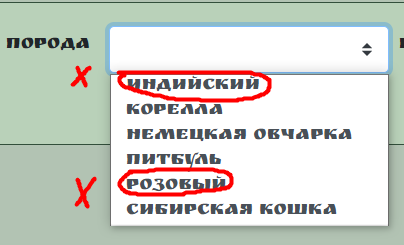 ПОРОДА
ИНДИЙСКИЙ
КОРЕЛЛА
НЕМЕЦКАЯ ОВЧАРКА
ПИТБУЛЬ
РОЗОВЫЙ
СИБИРСКАЯ КОШКА